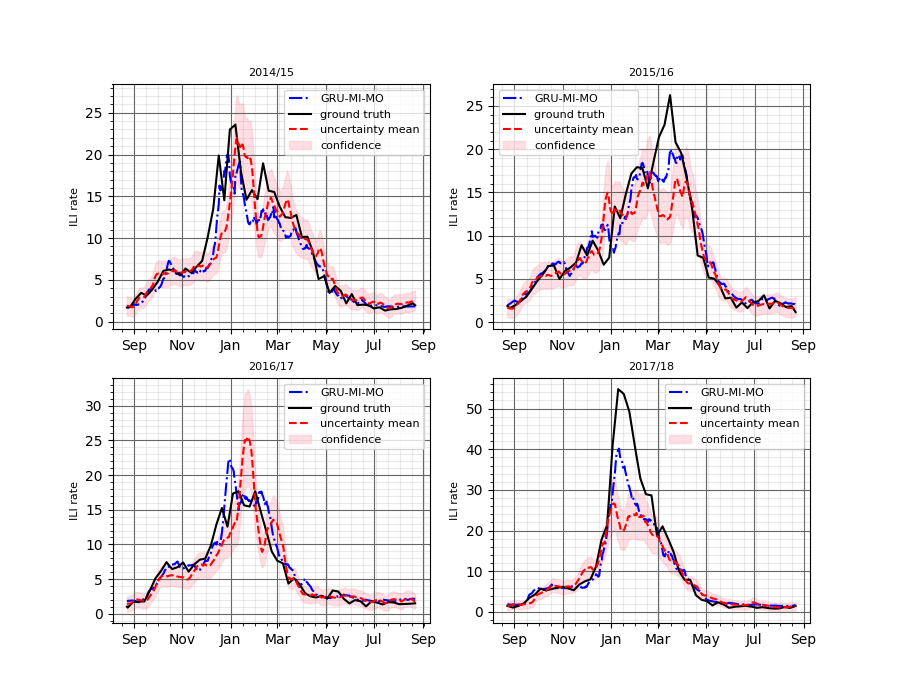 2014/15
ILI rate
25
20
15
10
5
0
GRU-MI-MO
ground truth
uncertainty mean
confidence
Sep Nov Jan Mar May Jul Sep
2015/16
ILI rate
25
20
15
10
5
0
GRU-MI-MO
ground truth
uncertainty mean
confidence
Sep Nov Jan Mar May Jul Sep
2016/17
ILI rate
30
25
20
15
10
5
0
GRU-MI-MO
ground truth
uncertainty mean
confidence
Sep Nov Jan Mar May Jul Sep
2017/18
ILI rate
50
40
30
20
10
0
GRU-MI-MO
ground truth
uncertainty mean
confidence
Sep Nov Jan Mar May Jul Sep